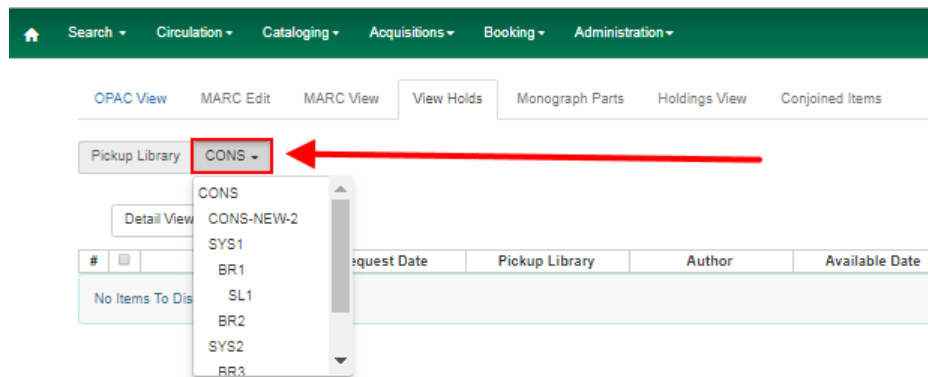 Search Circulation Cataloging Acquisitions Booking Administration
OPAC View MARC Edit MARC View View Holds Monograph Parts Holdings View Conjoined Items
Pickup Library CONS
CONS
Detail View CONS-NEW-2
SYS1
# equest Date Pickup Library Author Available Date
BR1
No Items To Dis SL1
BR2
SYS2
BR3